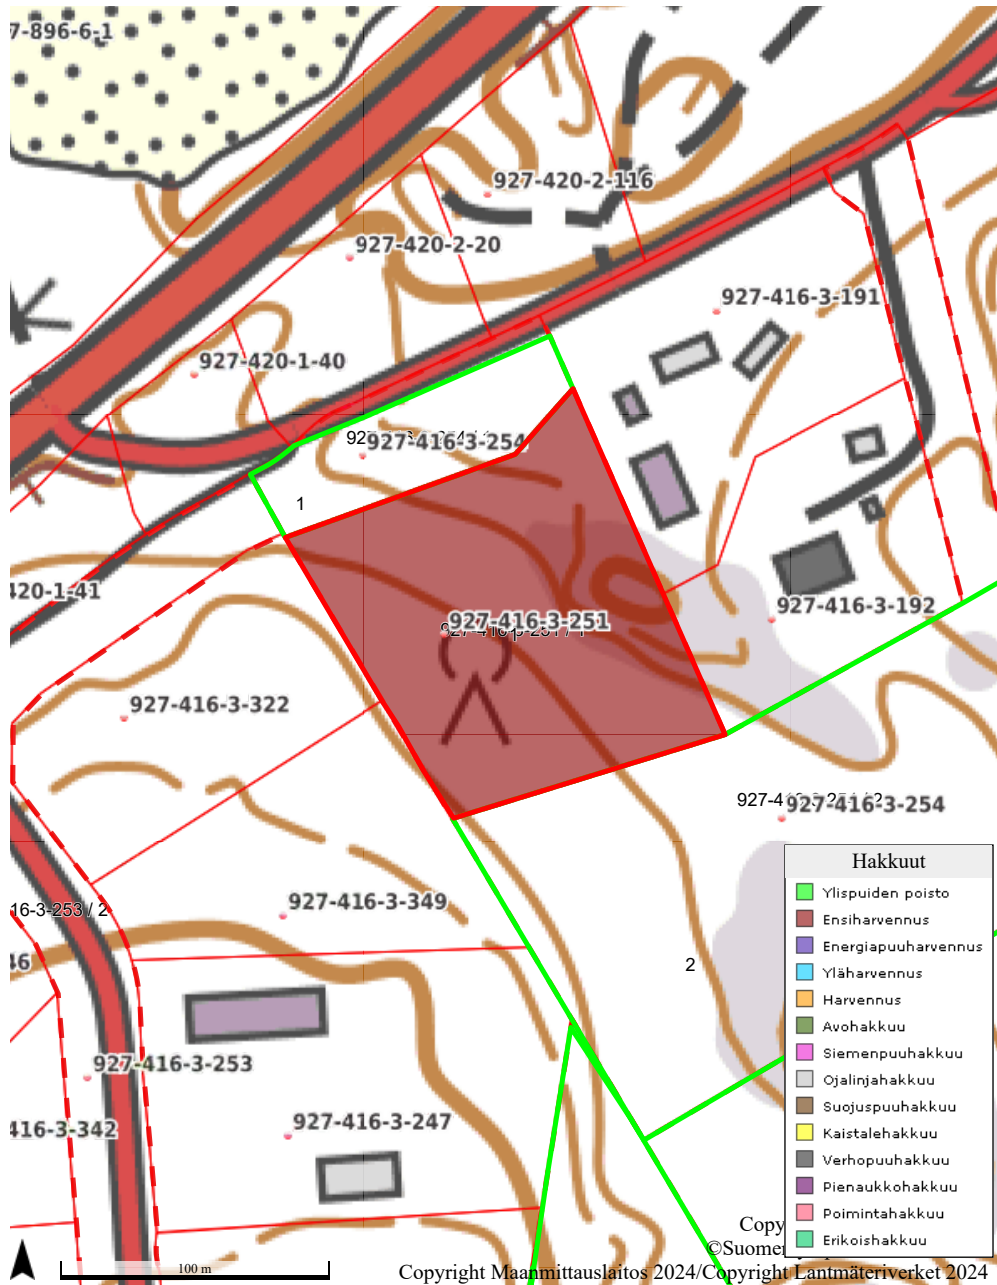 7-896-6-1
927-420-2-116
927-420-2-20
927-416-3-191
927-420-1-40
927-416-3-254
1
420-1-41
927-416-3-251
927-416-3-192
927-416-3-322
927-416-3-254
16-3-253 / 2
927-416-3-349
46
2
927-416-3-253
927-416-3-247
416-3-342
Hakkuut
Ylispuiden poisto
Ensiharvennus
Energiapuuharvennus
Yläharvennus
Harvennus
Avohakkuu
Siemenpuuhakkuu
Ojalinjahakkuu
Suojuspuuhakkuu
Kaistalehakkuu
Verhopuuhakkuu
Pienaukkohakkuu
Poimintahakkuu
Erikoishakkuu
100 m
Copyright Maanmittauslaitos 2024/Copyright Lantmäteriverket 2024